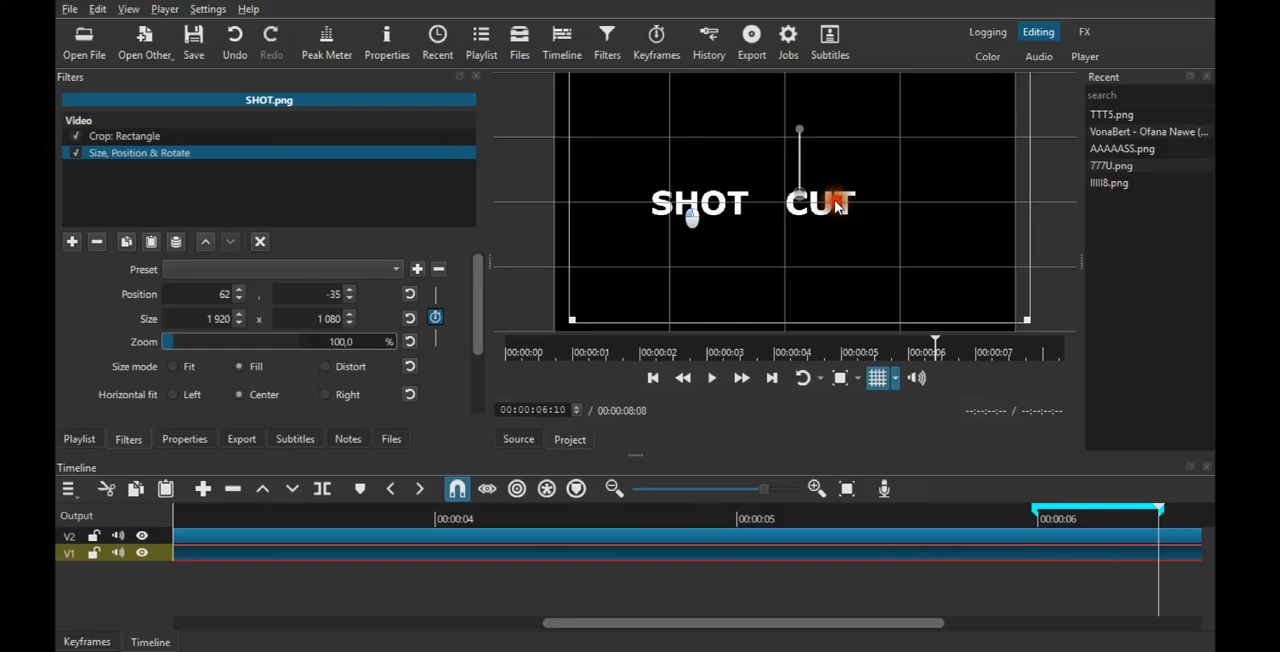 File Edit View Player Settings Help
Open File Open Other.. Save Undo Redo Peak Meter Properties Recent Playlist Files Timeline Filters Keyframes History Export Jobs Subtitles
Logging Editing FX
Color Audio Player
Filters
Recent
SHOT.png
search
Video
Crop: Rectangle
Size, Position & Rotate
TTT5.png
VonaBert - Ofana Nawe (...
AAAAASS.png
777U.png
IIIII8.png
SHOT CUT
Preset
Position 62 , -35
Size 1 920 x 1 080
Zoom 100,0 %
Size mode Fit Fill Distort
Horizontal fit Left Center Right
00:00:00 00:00:01 00:00:02 00:00:03 00:00:04 00:00:05 00:00:06 00:00:07
00:00:06:10 / 00:00:08:08
--:--:--:-- / --:--:--:--
Playlist Filters Properties Export Subtitles Notes Files
Source Project
Timeline
Output
00:00:04 00:00:05 00:00:06
V2
V1
Keyframes Timeline